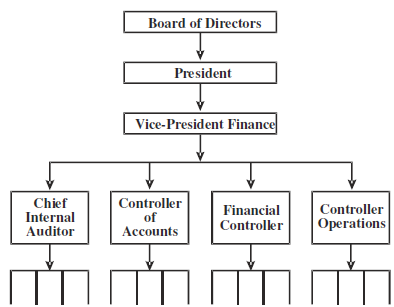 Board of Directors
President
Vice-President Finance
Chief
Internal
Auditor
Controller
of
Accounts
Financial
Controller
Controller
Operations